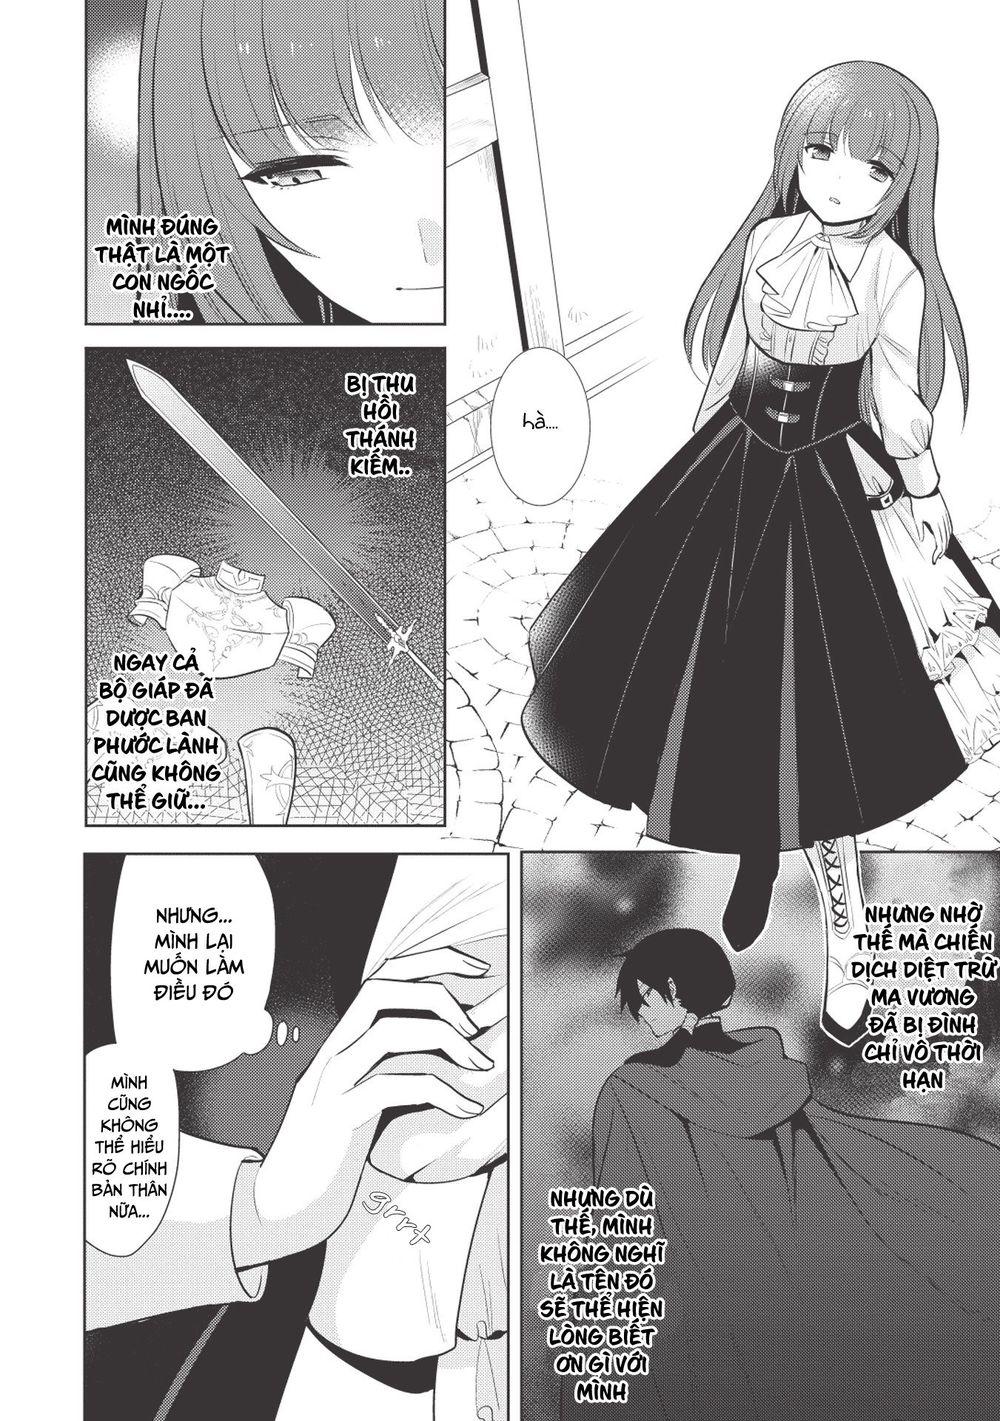 hà....
MÌNH ĐÚNG
THẬT LÀ MỘT
CON NGỐC
NHỈ....
BỊ THU
HỒI
THÁNH
KIẾM..
NGAY CẢ
BỘ GIÁP ĐÃ
DƯỢC BAN
PHƯỚC LÀNH
CŨNG KHÔNG
THỂ GIỮ...
NHƯNG NHỜ
THẾ MÀ CHIẾN
DỊCH DIỆT TRỪ
MA VƯƠNG
ĐÃ BỊ ĐÌNH
CHỈ VÔ THỜI
HẠN
NHƯNG DÙ
THẾ, MÌNH
KHÔNG NGHĨ
LÀ TÊN ĐÓ
SẼ THỂ HIỆN
LÒNG BIẾT
ƠN GÌ VỚI
MÌNH
NHƯNG...
MÌNH LẠI
MUỐN LÀM
ĐIỀU ĐÓ
MÌNH
CŨNG
KHÔNG
THỂ HIỂU
RÕ CHÍNH
BẢN THÂN
NỮA...
grrt